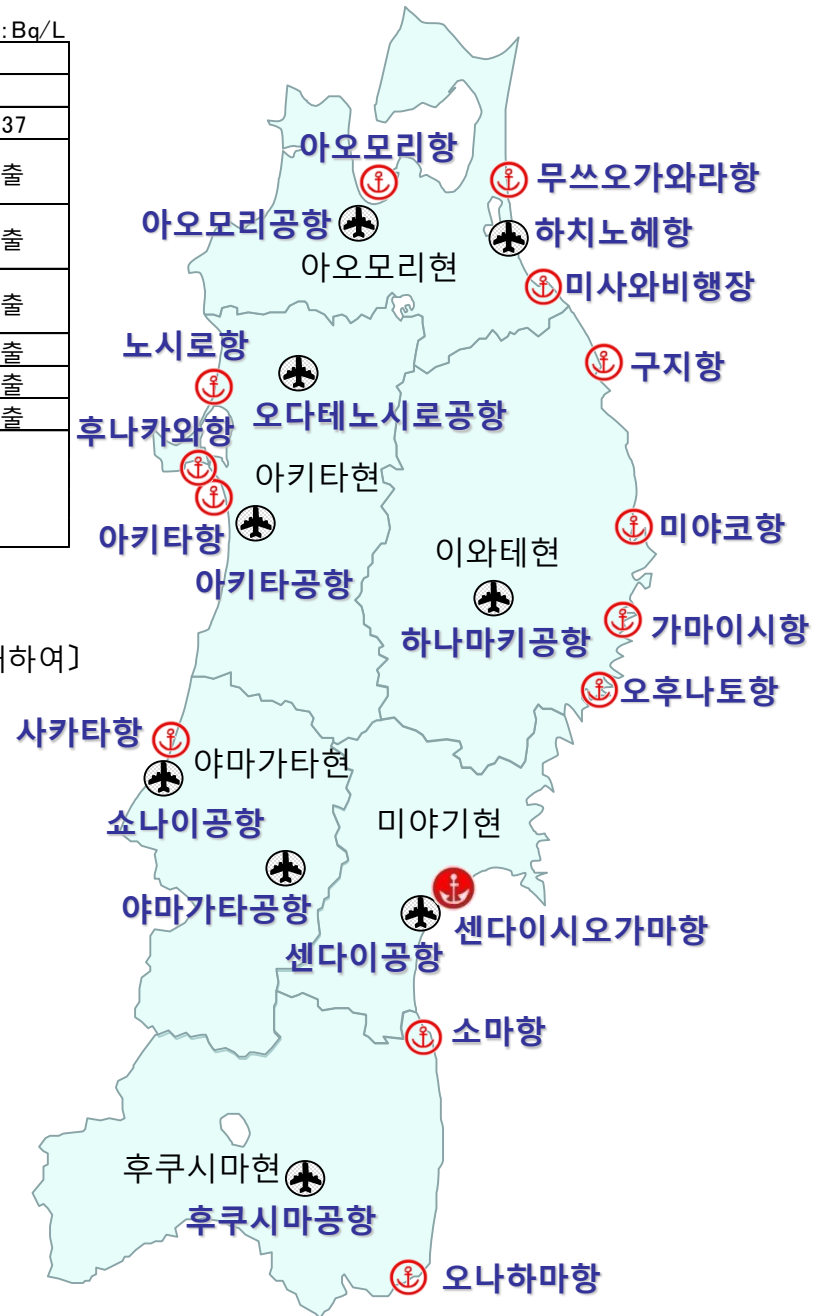 :Bq/L
37
출
출
출
출
출
출
하여〕
아오모리항
무쓰오가와라항
아오모리공항
하치노헤항
아오모리현
미사와비행장
노시로항
구지항
오다테노시로공항
후나카와항
아키타현
아키타항
미야코항
이와테현
아키타공항
하나마키공항
가마이시항
오후나토항
사카타항
야마가타현
쇼나이공항
미야기현
야마가타공항
센다이시오가마항
센다이공항
소마항
후쿠시마현
후쿠시마공항
오나하마항